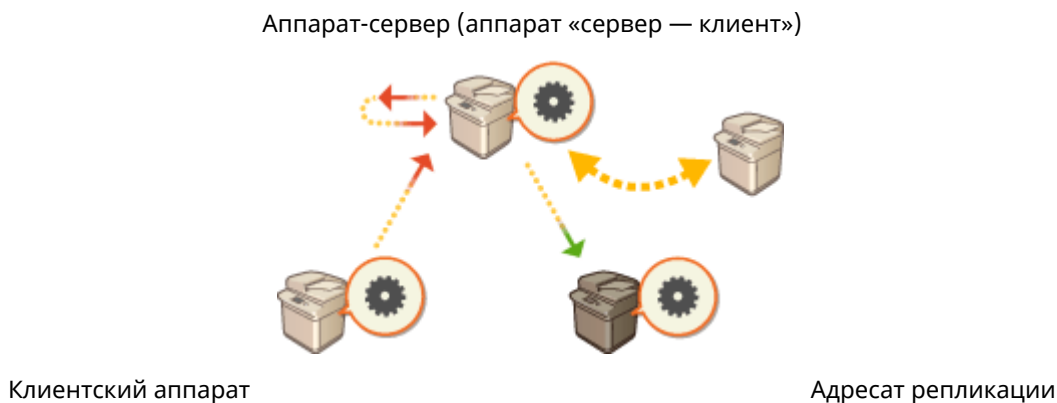 Аппарат-сервер (аппарат «сервер — клиент»)
Клиентский аппарат
Адресат репликации